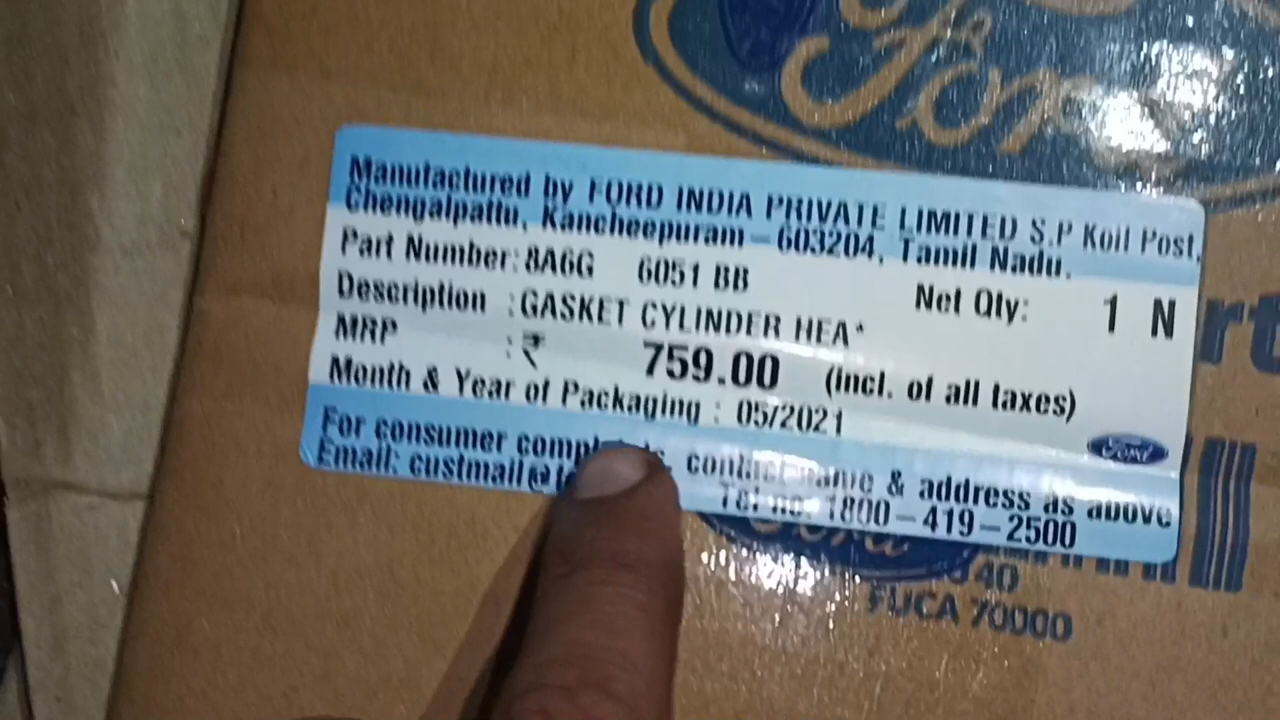 Ford
Manufactured by FORD INDIA PRIVATE LIMITED S.P Koil Post,
Chengalpattu, Kancheepuram - 603204, Tamil Nadu.
Part Number: 8A6G 6051 BB
Net Qty: 1 N
Description : GASKET CYLINDER HEA*
MRP : ₹ 759.00 (incl. of all taxes)
Month & Year of Packaging : 05/2021
Ford
For consumer contact name & address as above
Email: Tel no. 1800-419-2500
Ford
40
FUCA 70000